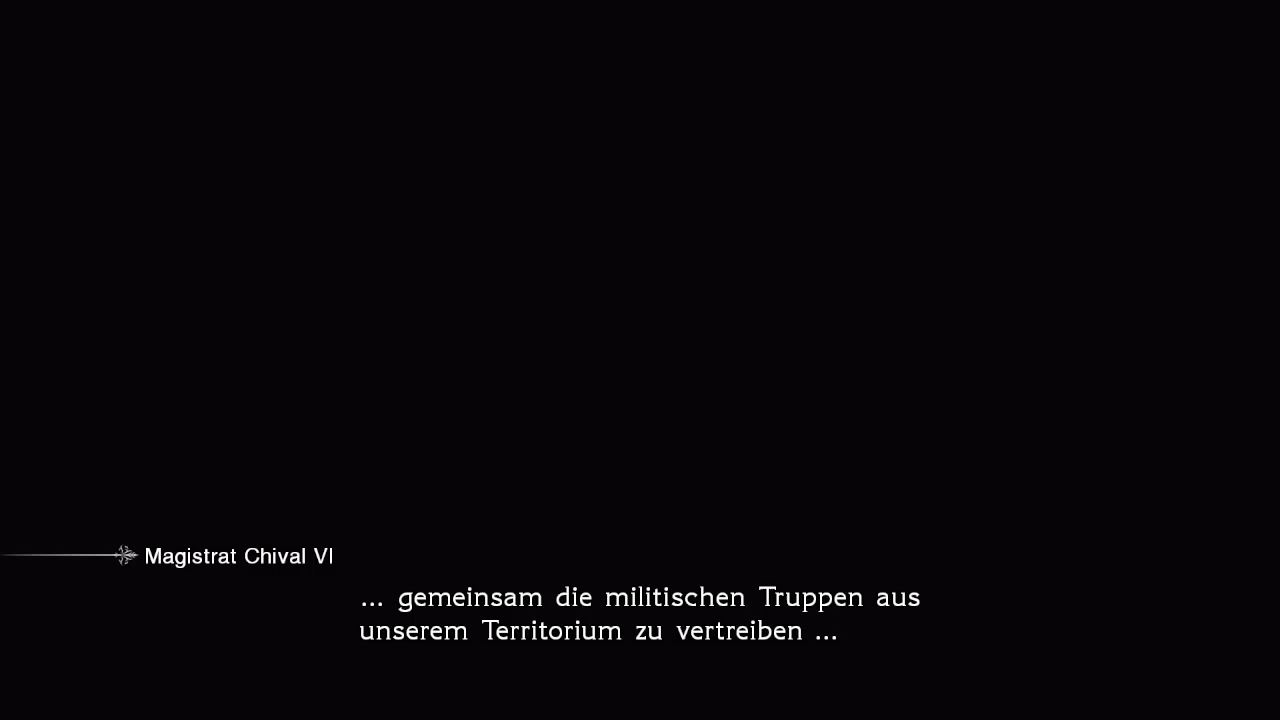 Magistrat Chival VI
... gemeinsam die militischen Truppen aus
unserem Territorium zu vertreiben ...